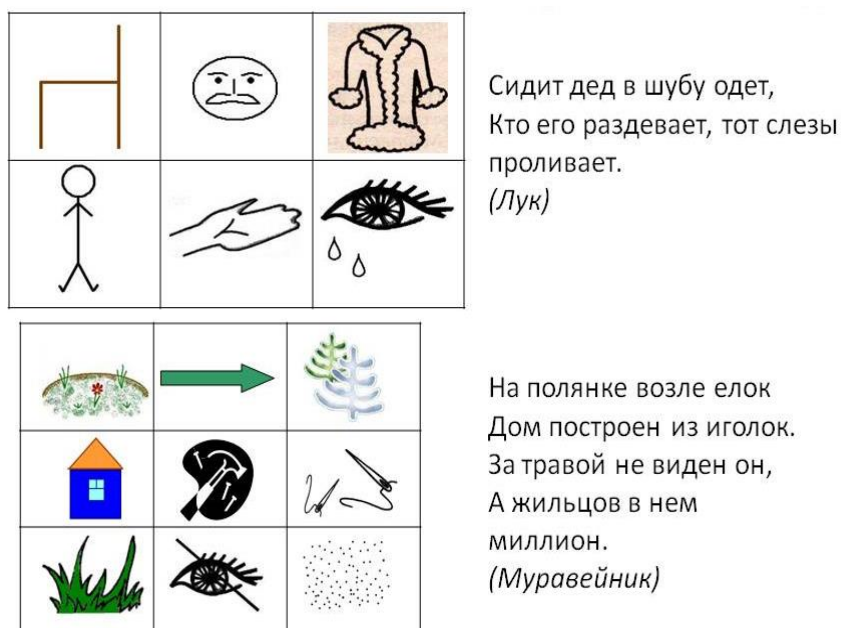 Сидит дед в шубу одет,
Кто его раздевает, тот слезы
проливает.
(Лук)
На полянке возле елок
Дом построен из иголок.
За травой не виден он,
А жильцов в нем
миллион.
(Муравейник)